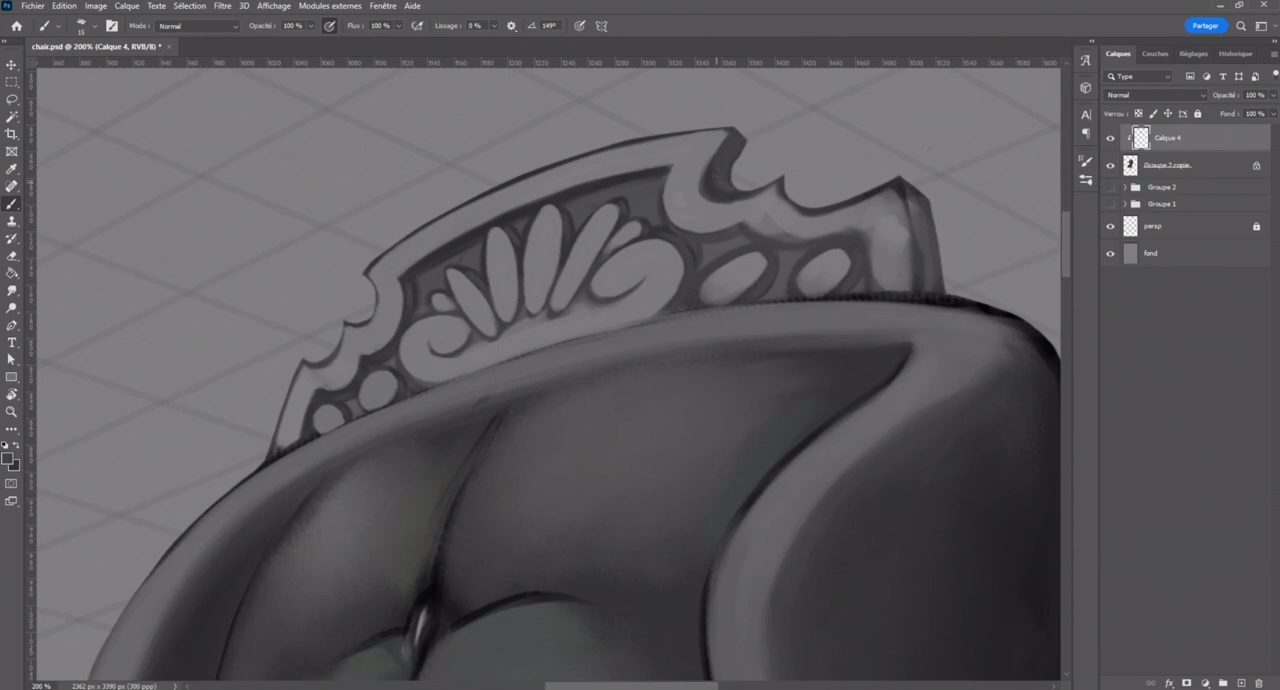 Ps Fichier Edition Image Calque Texte Sélection Filtre 3D Affichage Modules externes Fenêtre Aide
15 Mode : Normal Opacité : 100 % Flux : 100 % Lissage : 0 % 149° Partager
chair.psd @ 200% (Calque 4, RVB/8) * ×
Calques Couches Réglages Historique
Type
Normal Opacité : 100 %
Verrou : Fond : 100 %
Calque 4
Groupe 2 copie
Groupe 2
Groupe 1
persp
fond
200 % 2362 px x 3390 px (300 ppp)